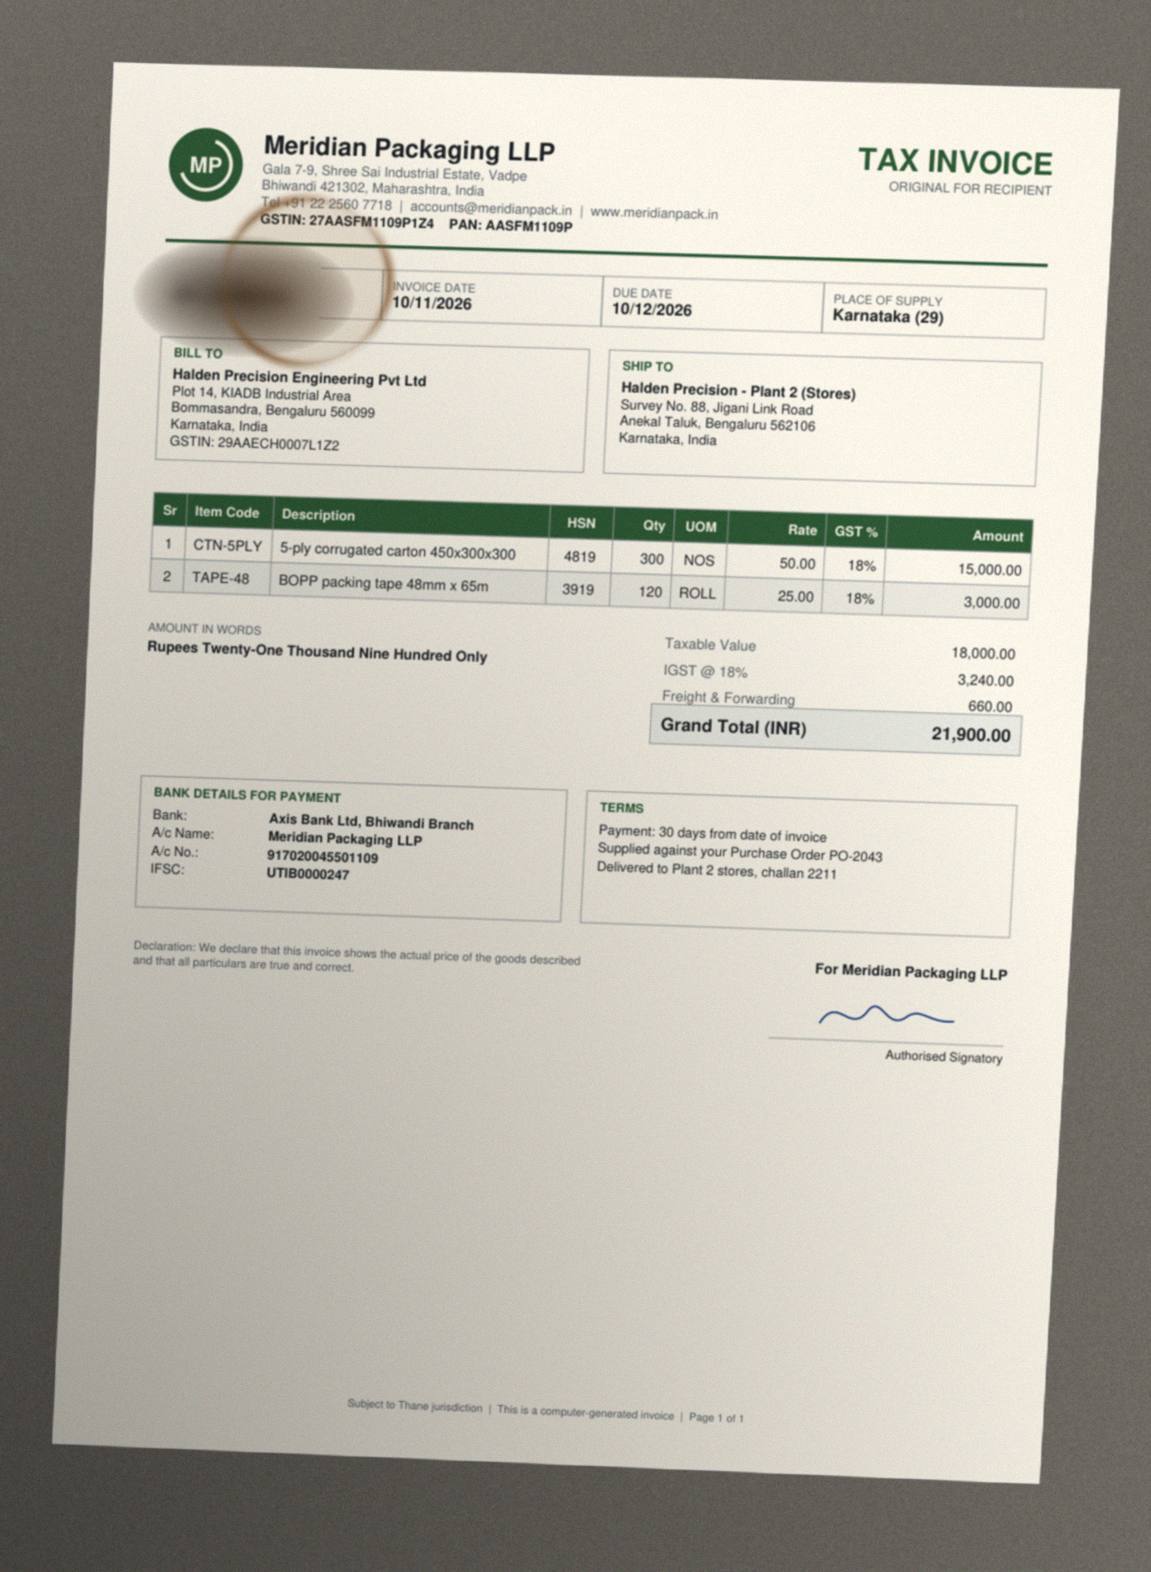 MP
Meridian Packaging LLP
Gala 7-9, Shree Sai Industrial Estate, Vadpe
Bhiwandi 421302, Maharashtra, India
Tel +91 22 2560 7718 | accounts@meridianpack.in | www.meridianpack.in
GSTIN: 27AASFM1109P1Z4 PAN: AASFM1109P
TAX INVOICE
ORIGINAL FOR RECIPIENT
INVOICE DATE
10/11/2026
DUE DATE
10/12/2026
PLACE OF SUPPLY
Karnataka (29)
BILL TO
Halden Precision Engineering Pvt Ltd
Plot 14, KIADB Industrial Area
Bommasandra, Bengaluru 560099
Karnataka, India
GSTIN: 29AAECH0007L1Z2
SHIP TO
Halden Precision - Plant 2 (Stores)
Survey No. 88, Jigani Link Road
Anekal Taluk, Bengaluru 562106
Karnataka, India
Sr Item Code Description HSN Qty UOM Rate GST % Amount
1 CTN-5PLY 5-ply corrugated carton 450x300x300 4819 300 NOS 50.00 18% 15,000.00
2 TAPE-48 BOPP packing tape 48mm x 65m 3919 120 ROLL 25.00 18% 3,000.00
AMOUNT IN WORDS
Rupees Twenty-One Thousand Nine Hundred Only
Taxable Value 18,000.00
IGST @ 18% 3,240.00
Freight & Forwarding 660.00
Grand Total (INR) 21,900.00
BANK DETAILS FOR PAYMENT
Bank: Axis Bank Ltd, Bhiwandi Branch
A/c Name: Meridian Packaging LLP
A/c No.: 917020045501109
IFSC: UTIB0000247
TERMS
Payment: 30 days from date of invoice
Supplied against your Purchase Order PO-2043
Delivered to Plant 2 stores, challan 2211
Declaration: We declare that this invoice shows the actual price of the goods described
and that all particulars are true and correct.
For Meridian Packaging LLP
Authorised Signatory
Subject to Thane jurisdiction | This is a computer-generated invoice | Page 1 of 1